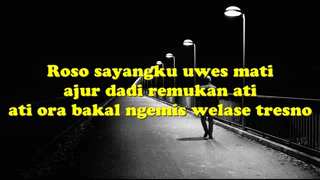 Roso sayangku uwes mati
ajur dadi remukan ati
ati ora bakal ngemis welase tresno